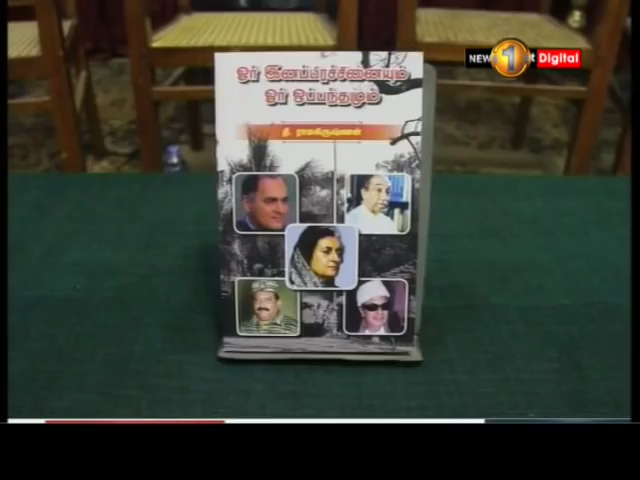 ஓர் இனப்பிரச்சினையும்
ஓர் ஒப்பந்தமும்
தி. ராமகிருஷ்ணன்
NEWS 1st Digital